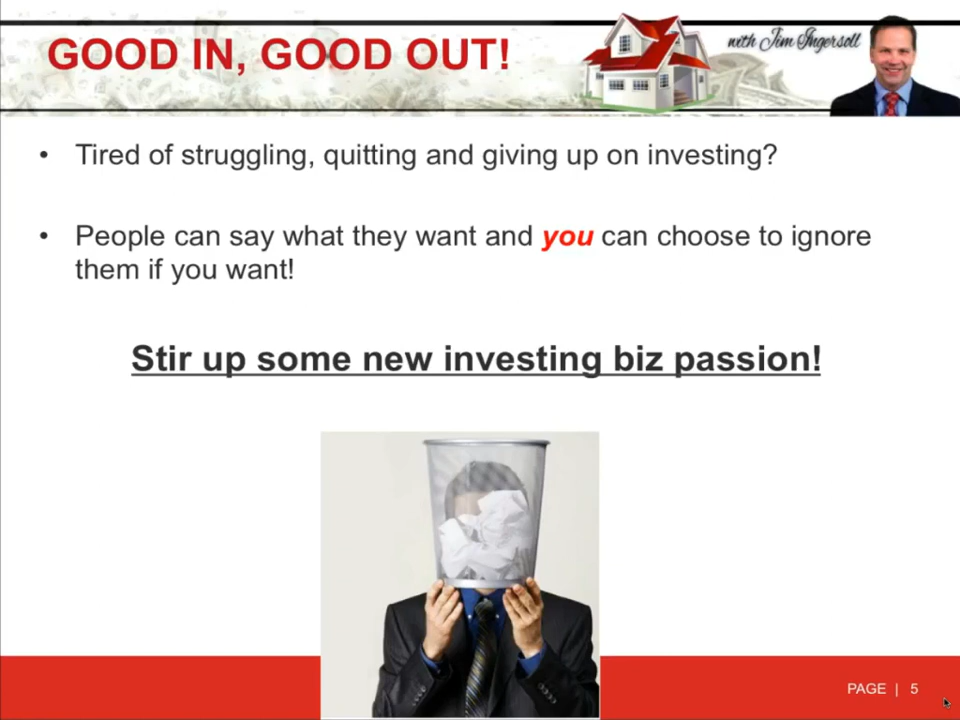 GOOD IN, GOOD OUT!
with Jim Ingersoll
• Tired of struggling, quitting and giving up on investing?
• People can say what they want and you can choose to ignore
them if you want!
Stir up some new investing biz passion!
PAGE | 5